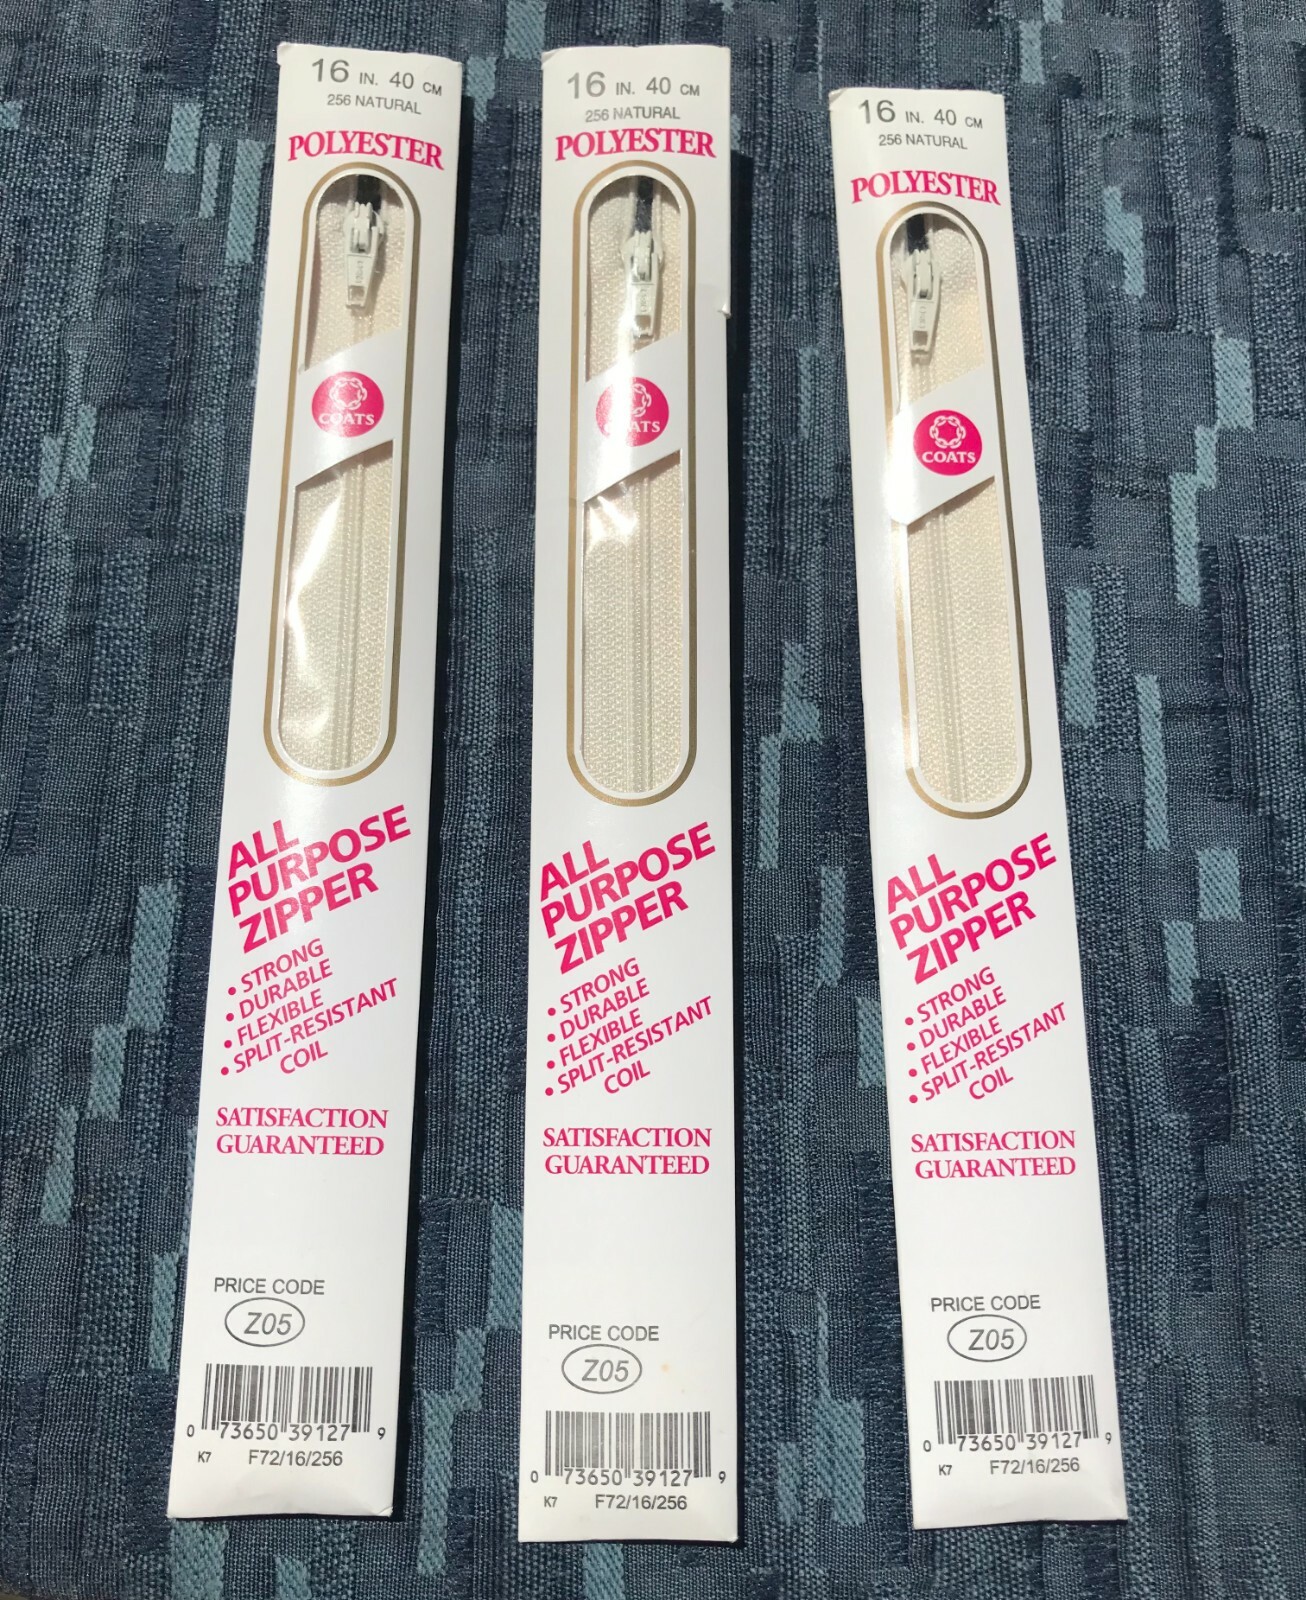 16 IN. 40 CM
256 NATURAL
POLYESTER
COATS
ALL
PURPOSE
ZIPPER
• STRONG
• DURABLE
• FLEXIBLE
• SPLIT-RESISTANT
COIL
SATISFACTION
GUARANTEED
PRICE CODE
Z05
0 73650 39127 9
K7 F72/16/256
16 IN. 40 CM
256 NATURAL
POLYESTER
COATS
ALL
PURPOSE
ZIPPER
• STRONG
• DURABLE
• FLEXIBLE
• SPLIT-RESISTANT
COIL
SATISFACTION
GUARANTEED
PRICE CODE
Z05
0 73650 39127 9
K7 F72/16/256
16 IN. 40 CM
256 NATURAL
POLYESTER
COATS
ALL
PURPOSE
ZIPPER
• STRONG
• DURABLE
• FLEXIBLE
• SPLIT-RESISTANT
COIL
SATISFACTION
GUARANTEED
PRICE CODE
Z05
0 73650 39127 9
K7 F72/16/256